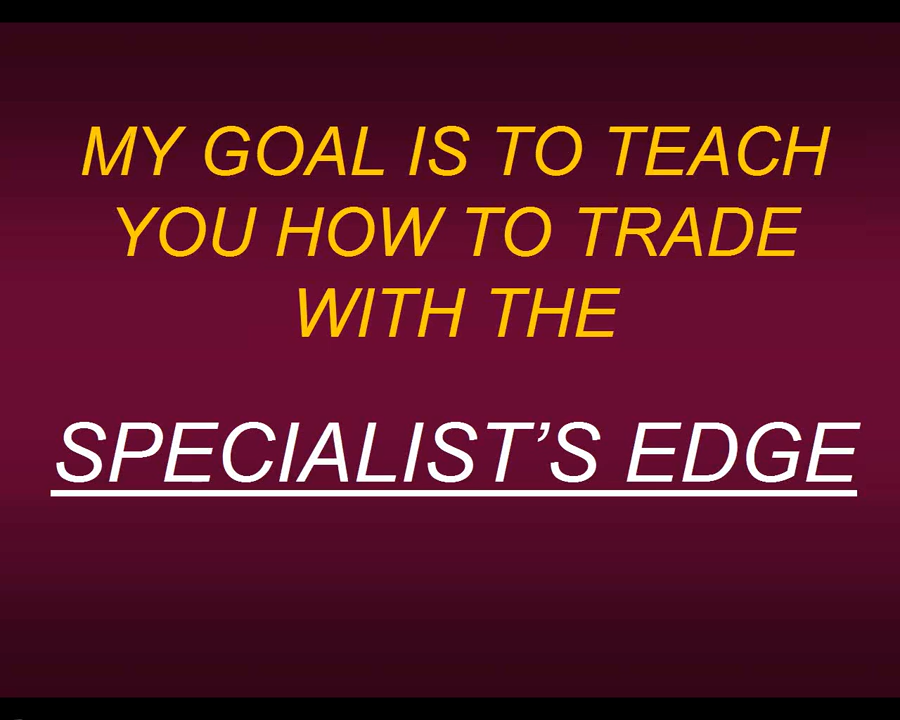 MY GOAL IS TO TEACH
YOU HOW TO TRADE
WITH THE
SPECIALIST’S EDGE